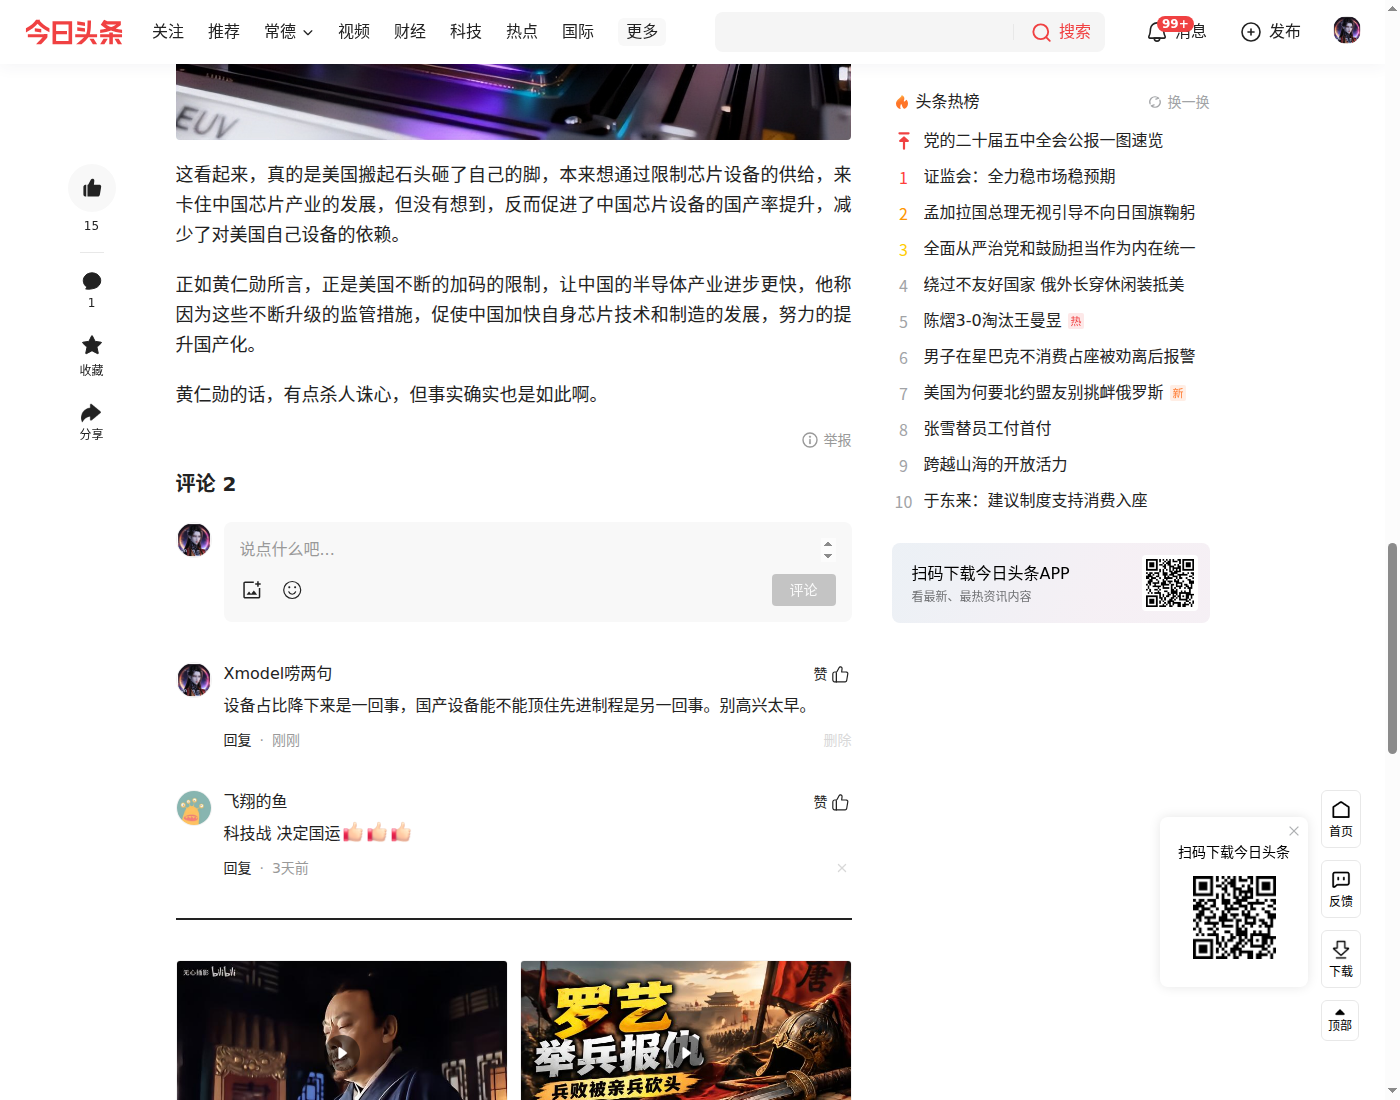 今日头条
关注
推荐
常德
视频
财经
科技
热点
国际
更多
搜索
99+
消息
发布
EUV
这看起来，真的是美国搬起石头砸了自己的脚，本来想通过限制芯片设备的供给，来
卡住中国芯片产业的发展，但没有想到，反而促进了中国芯片设备的国产率提升，减
少了对美国自己设备的依赖。
正如黄仁勋所言，正是美国不断的加码的限制，让中国的半导体产业进步更快，他称
因为这些不断升级的监管措施，促使中国加快自身芯片技术和制造的发展，努力的提
升国产化。
黄仁勋的话，有点杀人诛心，但事实确实也是如此啊。
举报
15
1
收藏
分享
评论 2
说点什么吧...
评论
Xmodel唠两句
赞
设备占比降下来是一回事，国产设备能不能顶住先进制程是另一回事。别高兴太早。
回复 · 刚刚
删除
飞翔的鱼
赞
科技战 决定国运👍👍👍
回复 · 3天前
无心插影 bilibili
唐
罗艺
举兵报仇
兵败被亲兵砍头
头条热榜
换一换
党的二十届五中全会公报一图速览
1 证监会：全力稳市场稳预期
2 孟加拉国总理无视引导不向日国旗鞠躬
3 全面从严治党和鼓励担当作为内在统一
4 绕过不友好国家 俄外长穿休闲装抵美
5 陈熠3-0淘汰王曼昱 热
6 男子在星巴克不消费占座被劝离后报警
7 美国为何要北约盟友别挑衅俄罗斯 新
8 张雪替员工付首付
9 跨越山海的开放活力
10 于东来：建议制度支持消费入座
扫码下载今日头条APP
看最新、最热资讯内容
扫码下载今日头条
首页
反馈
下载
顶部